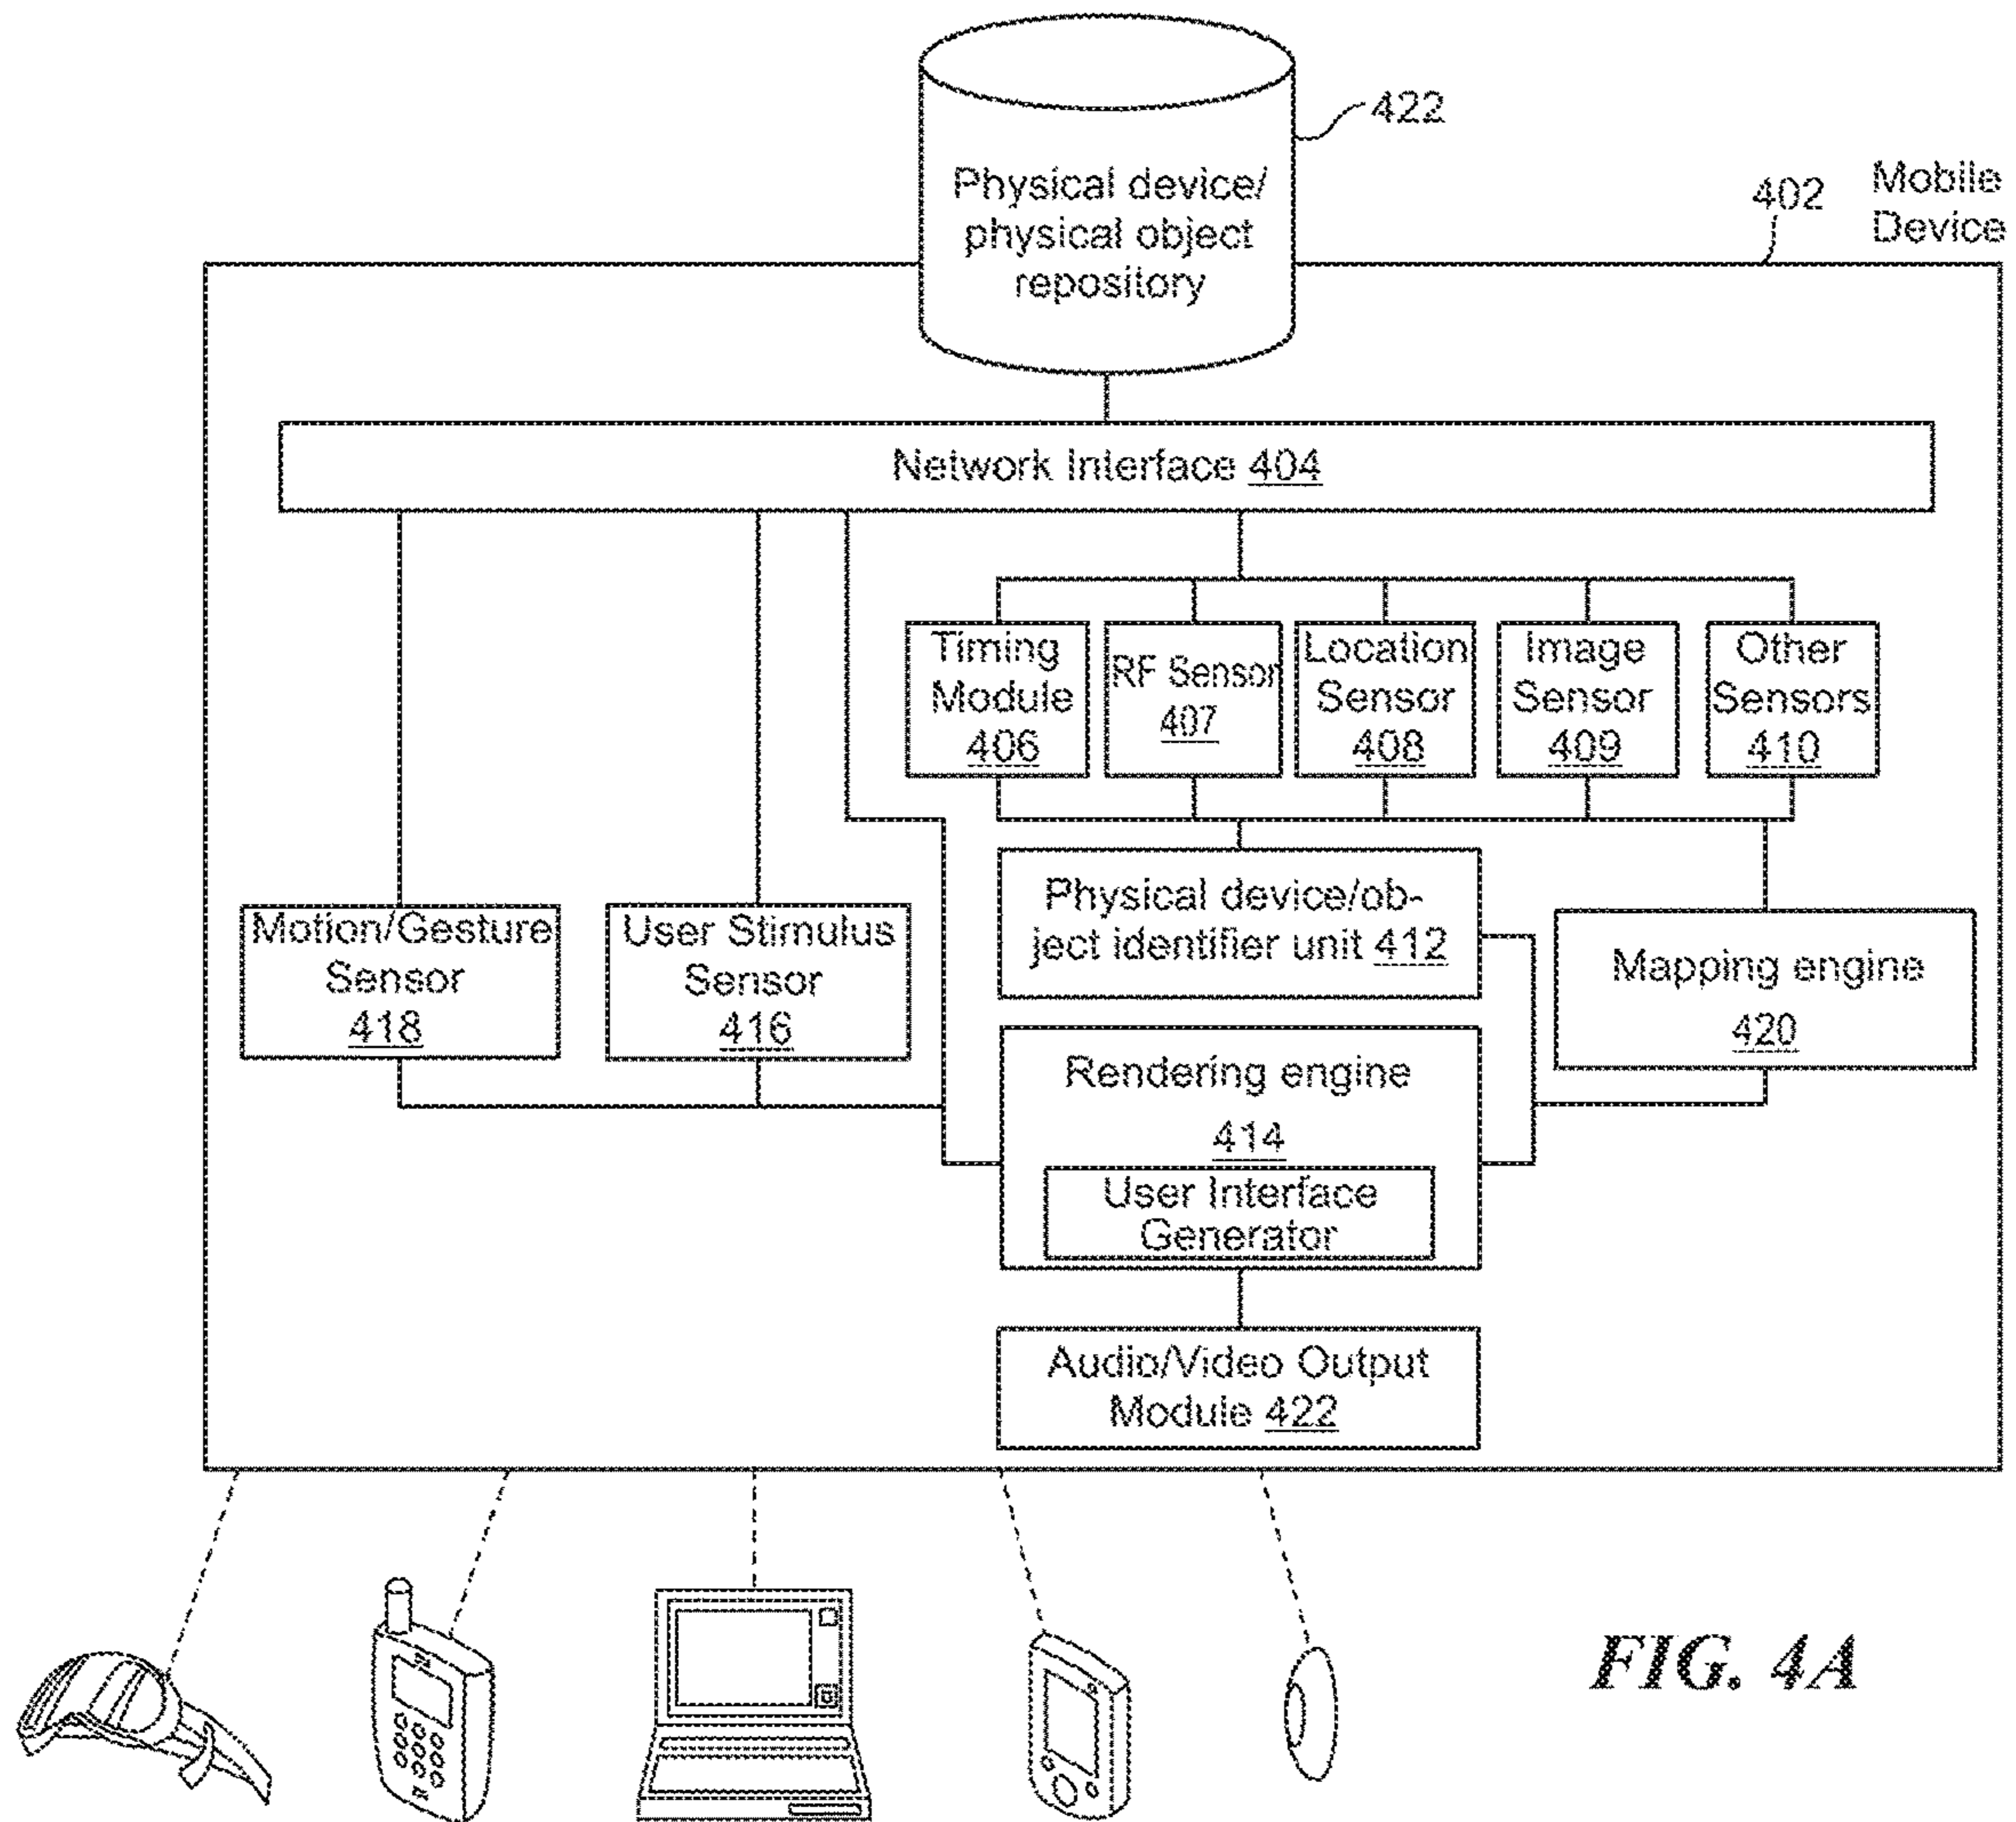 422
Physical device/
physical object
repository
402
Mobile
Device
Network Interface 404
Timing
Module
406
RF Sensor
407
Location
Sensor
408
Image
Sensor
409
Other
Sensors
410
Physical device/ob-
ject identifier unit 412
Motion/Gesture
Sensor
418
User Stimulus
Sensor
416
Mapping engine
420
Rendering engine
414
User Interface
Generator
Audio/Video Output
Module 422
FIG. 4A